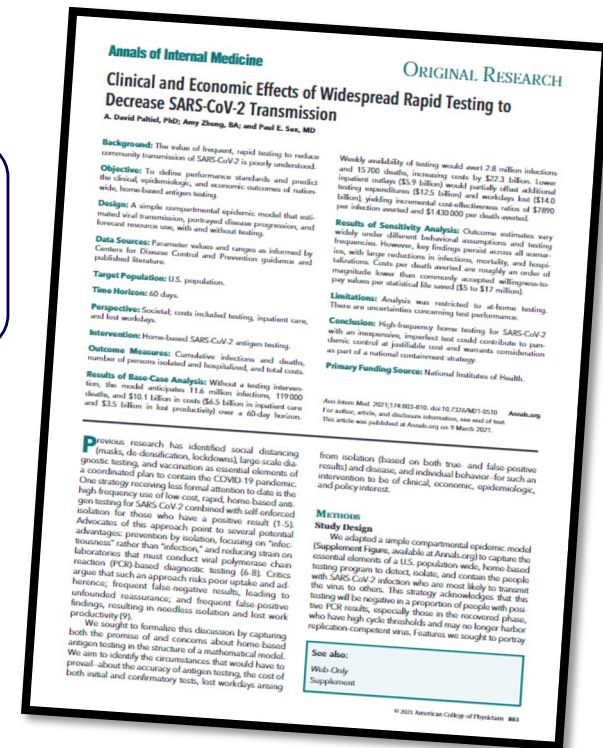 Annals of Internal Medicine
ORIGINAL RESEARCH
Clinical and Economic Effects of Widespread Rapid Testing to
Decrease SARS-CoV-2 Transmission
A. David Paltiel, PhD; Amy Zheng, BA; and Paul E. Sax, MD
Background: The value of frequent, rapid testing to reduce
community transmission of SARS-CoV-2 is poorly understood.
Objective: To define performance standards and predict
the clinical, epidemiologic, and economic outcomes of nation-
wide, home-based antigen testing.
Design: A simple compartmental epidemic model that esti-
mated viral transmission, portrayed disease progression, and
forecast resource use, with and without testing.
Data Sources: Parameter values and ranges as informed by
Centers for Disease Control and Prevention guidance and
published literature.
Target Population: U.S. population.
Time Horizon: 60 days.
Perspective: Societal; costs included testing, inpatient care,
and lost workdays.
Intervention: Home-based SARS-CoV-2 antigen testing.
Outcome Measures: Cumulative infections and deaths,
number of persons isolated and hospitalized, and total costs.
Results of Base-Case Analysis: Without a testing interven-
tion, the model anticipates 11.6 million infections, 119 000
deaths, and $10.1 billion in costs ($6.5 billion in inpatient care
and $3.5 billion in lost productivity) over a 60-day horizon.
Weekly availability of testing would avert 2.8 million infections
and 15 700 deaths, increasing costs by $22.3 billion. Lower
inpatient outlays ($5.9 billion) would partially offset additional
testing expenditures ($12.5 billion) and workdays lost ($14.0
billion), yielding incremental cost-effectiveness ratios of $7890
per infection averted and $1 430 000 per death averted.
Results of Sensitivity Analysis: Outcome estimates vary
widely under different behavioral assumptions and testing
frequencies. However, key findings persist across all scenar-
ios, with large reductions in infections, mortality, and hospi-
talizations. Costs per death averted are roughly an order of
magnitude lower than commonly accepted willingness-to-
pay values per statistical life saved ($5 to $17 million).
Limitations: Analysis was restricted to at-home testing.
There are uncertainties concerning test performance.
Conclusion: High-frequency home testing for SARS-CoV-2
with an inexpensive, imperfect test could contribute to pan-
demic control at justifiable cost and warrants consideration
as part of a national containment strategy.
Primary Funding Source: National Institutes of Health.
Ann Intern Med. 2021;174:803-810. doi:10.7326/M21-0510 Annals.org
For author, article, and disclosure information, see end of text.
This article was published at Annals.org on 9 March 2021.
Previous research has identified social distancing
(masks, de-densification, lockdowns), large-scale dia-
gnostic testing, and vaccination as essential elements of
a coordinated plan to contain the COVID-19 pandemic.
One strategy receiving less formal attention to date is the
high-frequency use of low-cost, rapid, home-based anti-
gen testing for SARS-CoV-2 combined with self-enforced
isolation for those who have a positive result (1-5).
Advocates of this approach point to several potential
advantages: prevention by isolation, focusing on "infec-
tiousness" rather than "infection," and reducing strain on
laboratories that must conduct viral polymerase chain
reaction (PCR)-based diagnostic testing (6-8). Critics
argue that such an approach risks poor uptake and ad-
herence; frequent false-negative results, leading to
unfounded reassurance; and frequent false-positive
findings, resulting in needless isolation and lost work
productivity (9).
We sought to formalize this discussion by capturing
both the promise of and concerns about home-based
antigen testing in the structure of a mathematical model.
We aim to identify the circumstances that would have to
prevail—about the accuracy of antigen testing, the cost of
both initial and confirmatory tests, lost workdays arising
from isolation (based on both true- and false-positive
results) and disease, and individual behavior—for such an
intervention to be of clinical, economic, epidemiologic,
and policy interest.
METHODS
Study Design
We adapted a simple compartmental epidemic model
(Supplement Figure, available at Annals.org) to capture the
essential elements of a U.S. population-wide, home-based
testing program to detect, isolate, and contain the people
with SARS-CoV-2 infection who are most likely to transmit
the virus to others. This strategy acknowledges that this
testing will be negative in a proportion of people with posi-
tive PCR results, especially those in the recovered phase,
who have high cycle thresholds and may no longer harbor
replication-competent virus. Features we sought to portray
See also:
Web-Only
Supplement
© 2021 American College of Physicians 803